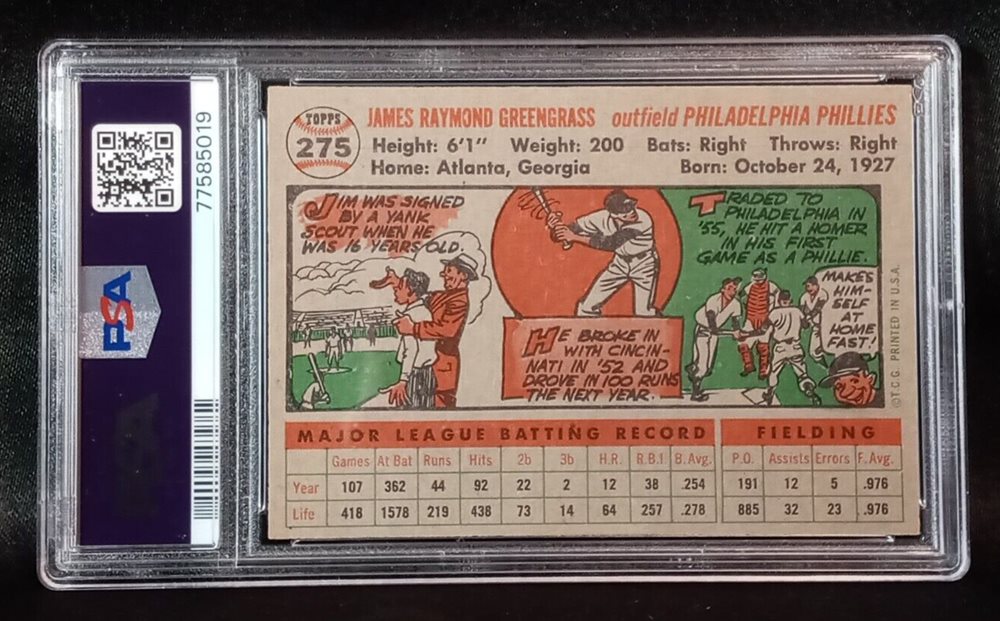 77585019
PSA
TOPPS
275
JAMES RAYMOND GREENGRASS outfield PHILADELPHIA PHILLIES
Height: 6'1" Weight: 200 Bats: Right Throws: Right
Home: Atlanta, Georgia Born: October 24, 1927
JIM WAS SIGNED
BY A YANK
SCOUT WHEN HE
WAS 16 YEARS OLD.
HE BROKE IN
WITH CINCIN-
NATI IN '52 AND
DROVE IN 100 RUNS
THE NEXT YEAR.
TRADED TO
PHILADELPHIA IN
'55, HE HIT A HOMER
IN HIS FIRST
GAME AS A PHILLIE.
MAKES
HIM-
SELF
AT
HOME
FAST!
©T.C.G. PRINTED IN U.S.A.
MAJOR LEAGUE BATTING RECORD FIELDING
Games At Bat Runs Hits 2b 3b H.R. R.B.I. B.Avg. P.O. Assists Errors F.Avg.
Year 107 362 44 92 22 2 12 38 .254 191 12 5 .976
Life 418 1578 219 438 73 14 64 257 .278 885 32 23 .976